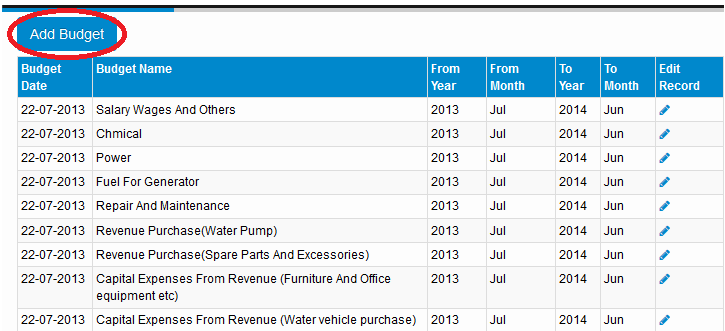 Add Budget
Budget Date Budget Name From Year From Month To Year To Month Edit Record
22-07-2013 Salary Wages And Others 2013 Jul 2014 Jun
22-07-2013 Chmical 2013 Jul 2014 Jun
22-07-2013 Power 2013 Jul 2014 Jun
22-07-2013 Fuel For Generator 2013 Jul 2014 Jun
22-07-2013 Repair And Maintenance 2013 Jul 2014 Jun
22-07-2013 Revenue Purchase(Water Pump) 2013 Jul 2014 Jun
22-07-2013 Revenue Purchase(Spare Parts And Excessories) 2013 Jul 2014 Jun
22-07-2013 Capital Expenses From Revenue (Furniture And Office 2013 Jul 2014 Jun
equipment etc)
22-07-2013 Capital Expenses From Revenue (Water vehicle purchase) 2013 Jul 2014 Jun